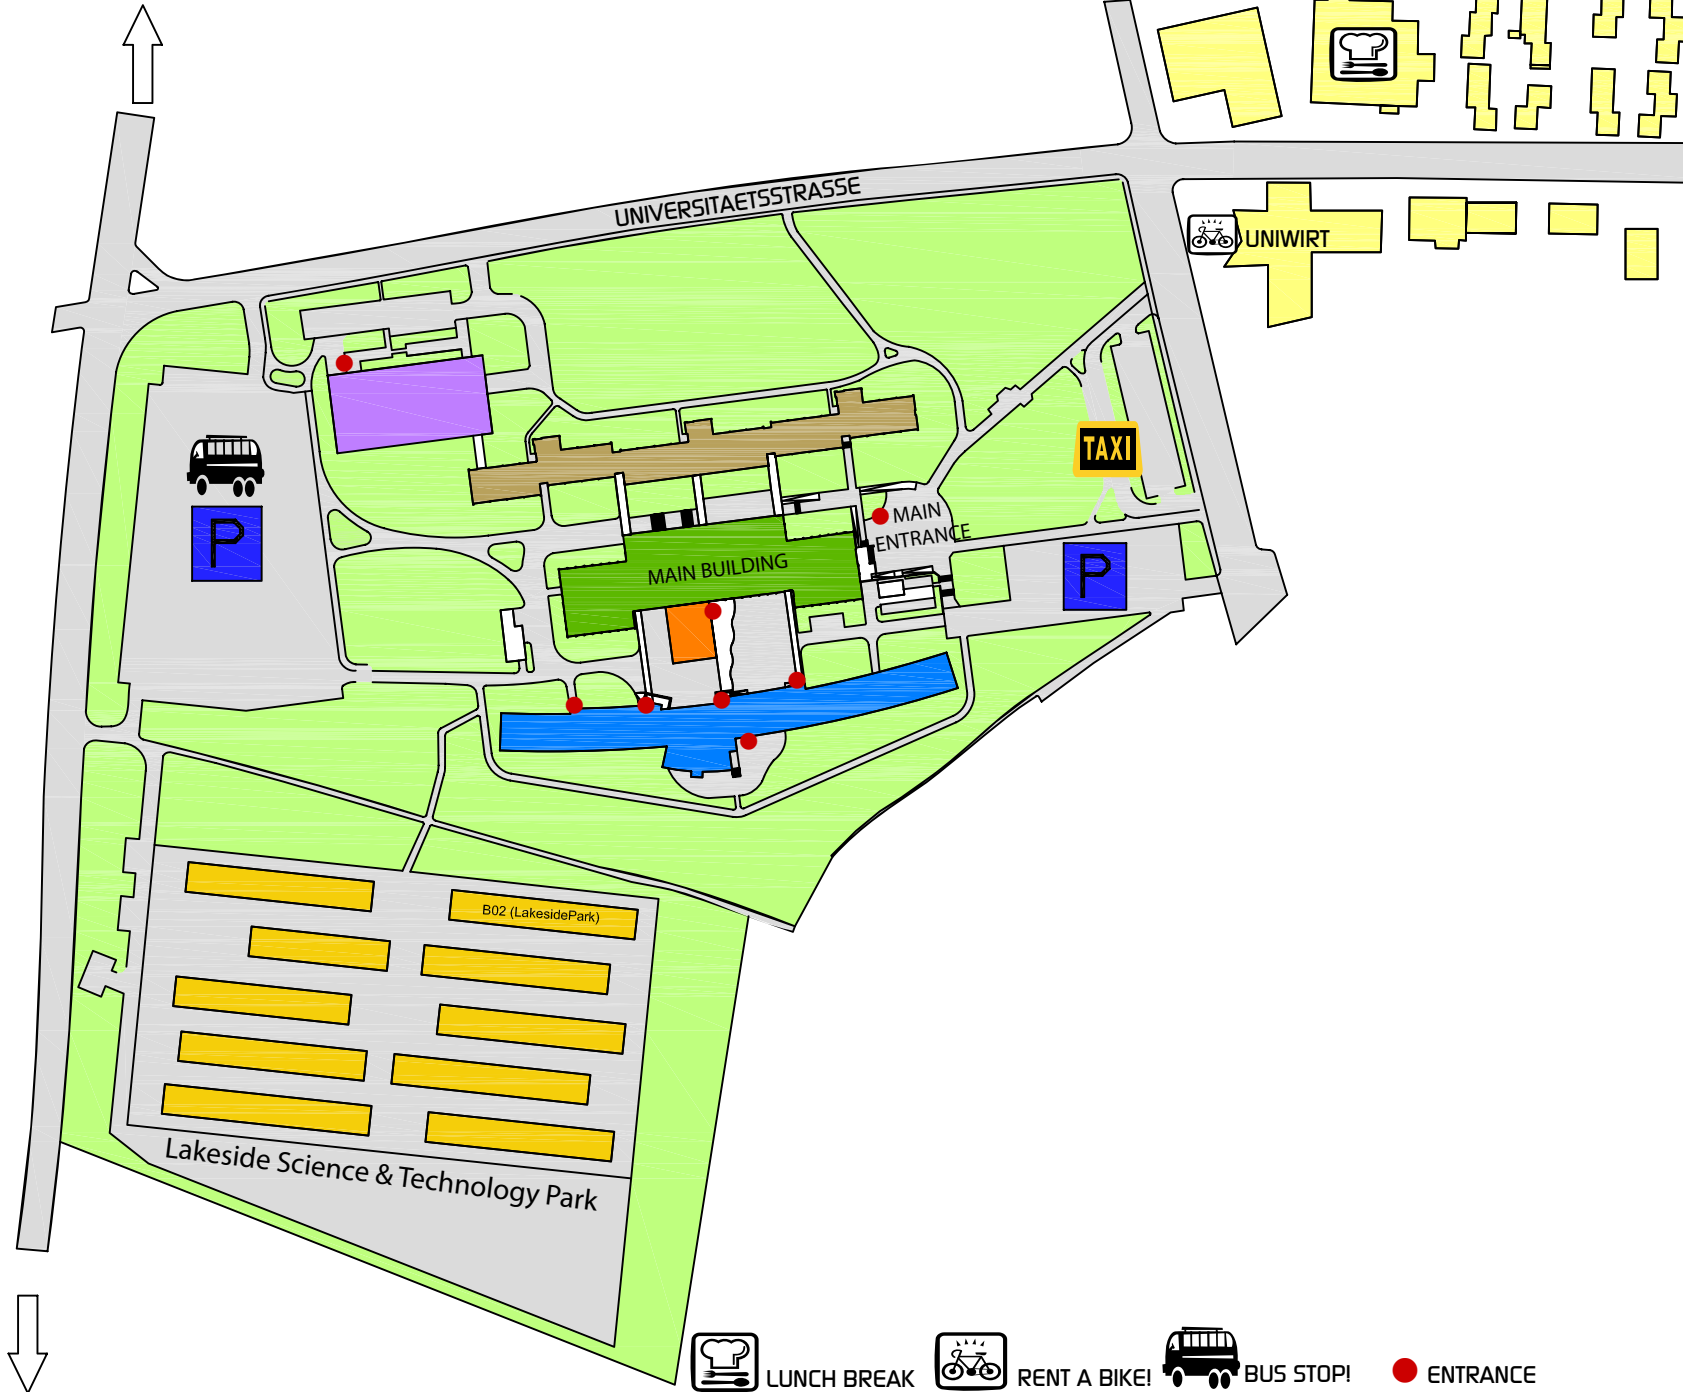 UNIVERSITAETSSTRASSE
UNIWIRT
TAXI
P
MAIN
ENTRANCE
MAIN BUILDING
P
B02 (LakesidePark)
Lakeside Science & Technology Park
LUNCH BREAK
RENT A BIKE!
BUS STOP!
ENTRANCE